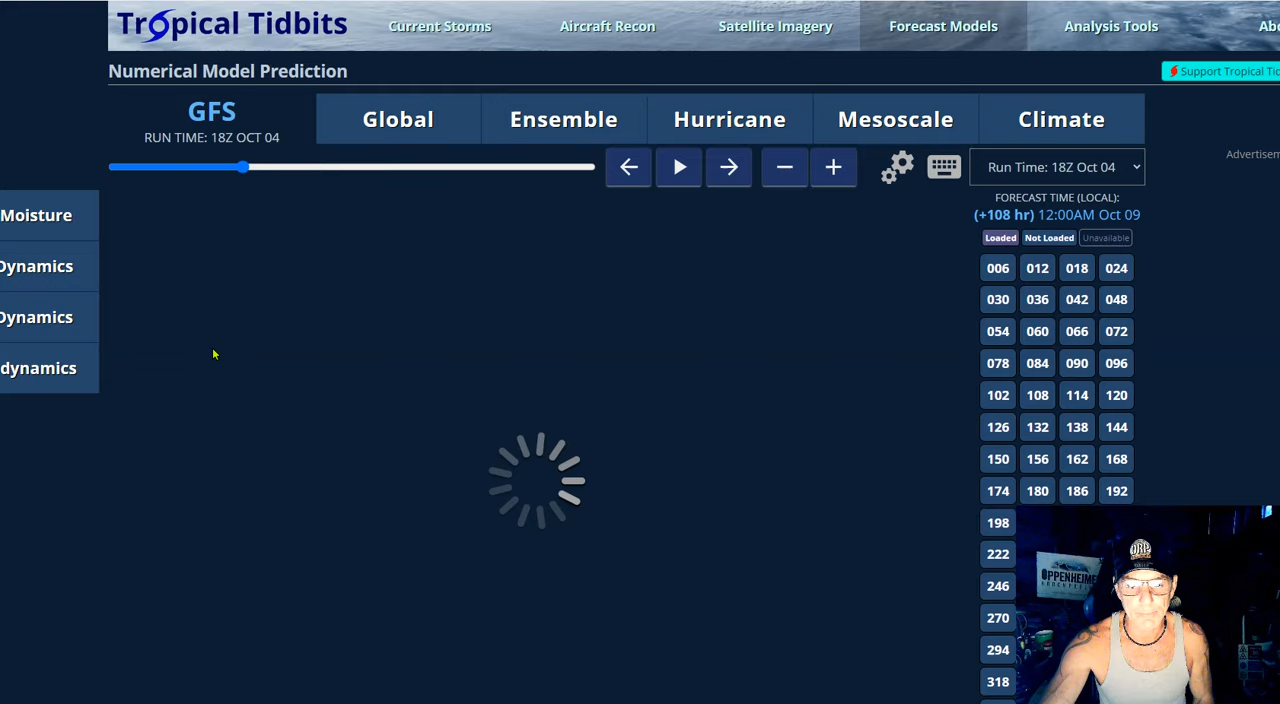 Tropical Tidbits
Current Storms
Aircraft Recon
Satellite Imagery
Forecast Models
Analysis Tools
Abo
Numerical Model Prediction
Support Tropical Tid
GFS
RUN TIME: 18Z OCT 04
Global
Ensemble
Hurricane
Mesoscale
Climate
Run Time: 18Z Oct 04
Advertisem
FORECAST TIME (LOCAL):
(+108 hr) 12:00AM Oct 09
Loaded
Not Loaded
Unavailable
Moisture
Dynamics
Dynamics
dynamics
006 012 018 024
030 036 042 048
054 060 066 072
078 084 090 096
102 108 114 120
126 132 138 144
150 156 162 168
174 180 186 192
198
222
246
270
294
318
DRP
OPPENHEIMER